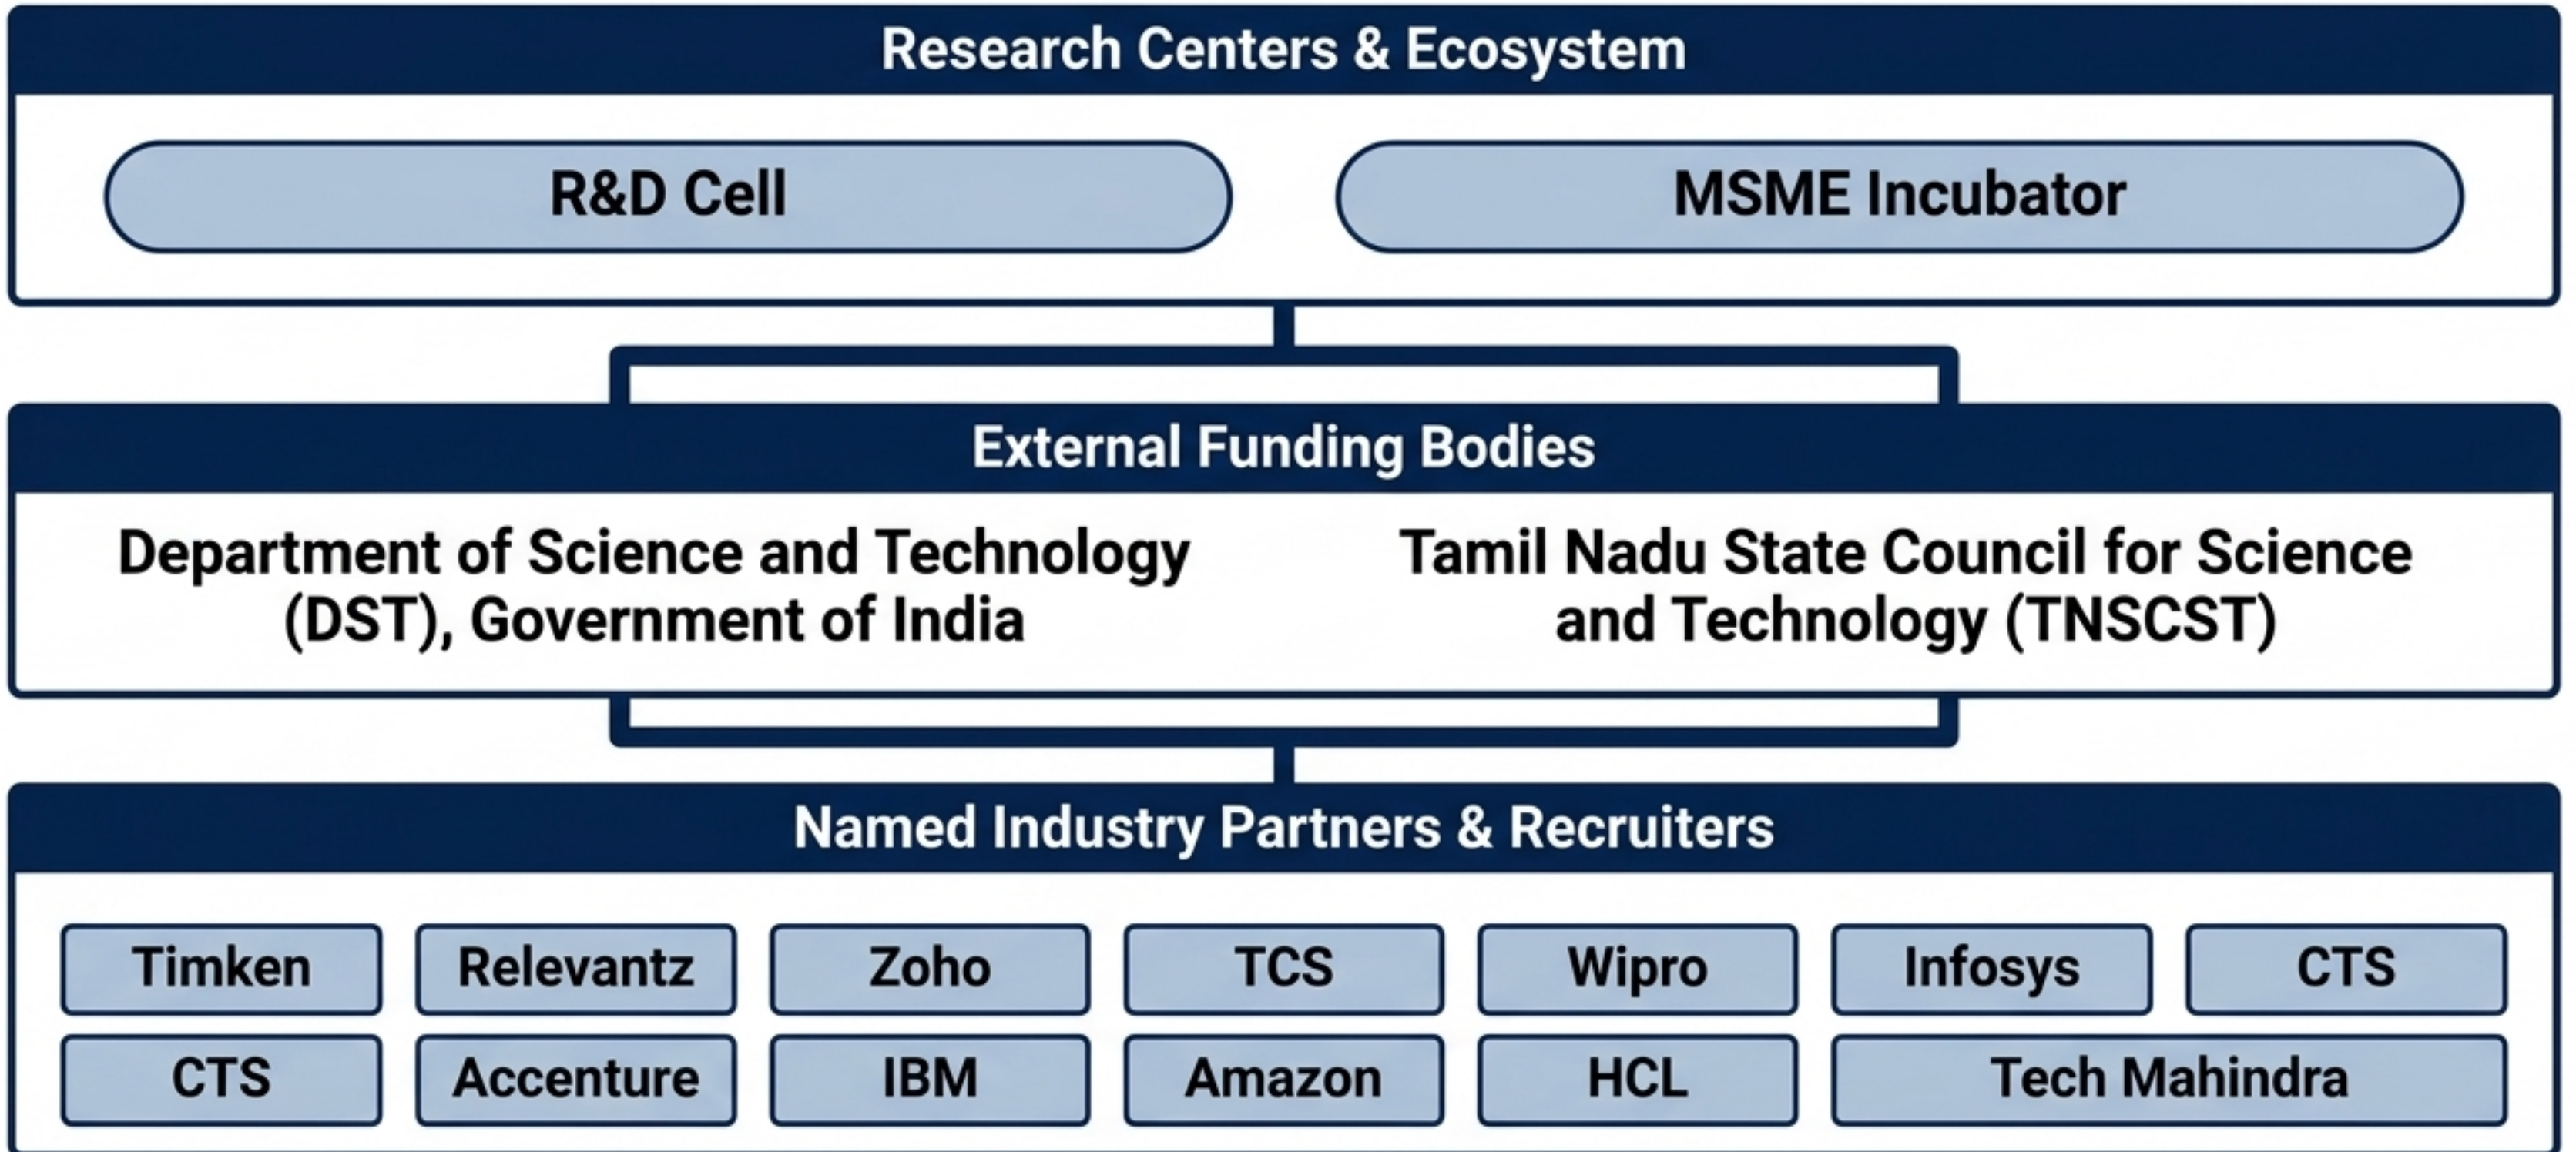 Research Centers & Ecosystem
R&D Cell
MSME Incubator
External Funding Bodies
Department of Science and Technology
(DST), Government of India
Tamil Nadu State Council for Science
and Technology (TNSCST)
Named Industry Partners & Recruiters
Timken
Relevantz
Zoho
TCS
Wipro
Infosys
CTS
CTS
Accenture
IBM
Amazon
HCL
Tech Mahindra